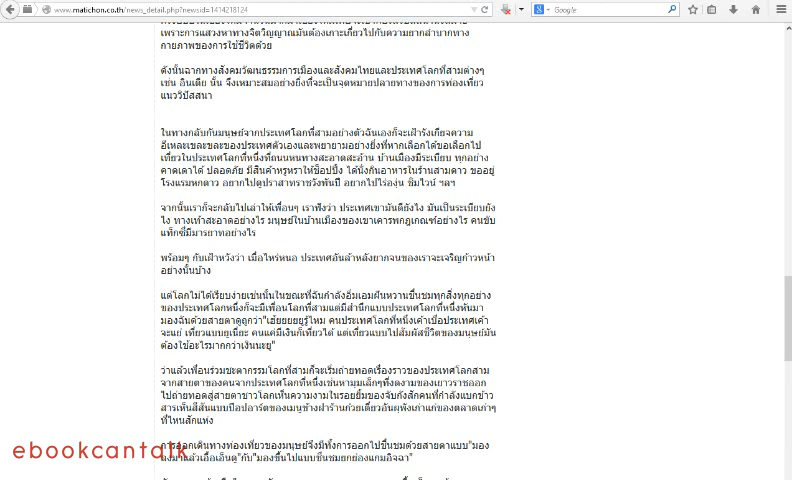 www.matichon.co.th/news_detail.php?newsid=1414218124
Google
เพราะการแสวงหาทางจิตวิญญาณมันต้องเกาะเกี่ยวไปกับความยากลำบากทาง
กายภาพของการใช้ชีวิตด้วย
ดังนั้นฉากทางสังคมวัฒนธรรมการเมืองและสังคมไทยและประเทศโลกที่สามต่างๆ
เช่น อินเดีย นั้น จึงเหมาะสมอย่างยิ่งที่จะเป็นจุดหมายปลายทางของการท่องเที่ยว
แนววิปัสสนา
ในทางกลับกันมนุษย์จากประเทศโลกที่สามอย่างตัวฉันเองก็จะเฝ้ารังเกียจความ
อีเหละเขละขละของประเทศตัวเองและพยายามอย่างยิ่งที่หากเลือกได้ขอเลือกไป
เที่ยวในประเทศโลกที่หนึ่งที่ถนนหนทางสะอาดสะอ้าน บ้านเมืองมีระเบียบ ทุกอย่าง
คาดเดาได้ ปลอดภัย มีสินค้าหรูหราให้ช็อปปิ้ง ได้นั่งกินอาหารในร้านสามดาว ขออยู่
โรงแรมหกดาว อยากไปดูปราสาทราชวังพันปี อยากไปไร่องุ่น ชิมไวน์ ฯลฯ
จากนั้นเราก็จะกลับไปเล่าให้เพื่อนๆ เราฟังว่า ประเทศเขามันดียังไง มันเป็นระเบียบยัง
ไง ทางเท้าสะอาดอย่างไร มนุษย์ในบ้านเมืองของเขาเคารพกฎเกณฑ์อย่างไร คนขับ
แท็กซี่มีมารยาทอย่างไร
พร้อมๆ กับเฝ้าหวังว่า เมื่อไหร่หนอ ประเทศอันล้าหลังยากจนของเราจะเจริญก้าวหน้า
อย่างนั้นบ้าง
แต่โลกไม่ได้เรียบง่ายเช่นนั้นในขณะที่ฉันกำลังอิ่มเอมฝันหวานชื่นชมทุกสิ่งทุกอย่าง
ของประเทศโลกหนึ่งก็จะมีเพื่อนโลกที่สามแต่มีสำนึกแบบประเทศโลกที่หนึ่งหันมา
มองฉันด้วยสายตาดูถูกว่า"เฮ้ยยยยยรู้ไหม คนประเทศโลกที่หนึ่งเค้าเบื่อประเทศเค้า
จะแย่ เที่ยวแบบยูเนี่ยะ คนแค่มีเงินก็เที่ยวได้ แต่เที่ยวแบบไปสัมผัสชีวิตของมนุษย์มัน
ต้องใช้อะไรมากกว่าเงินนะยู"
ว่าแล้วเพื่อนร่วมชะตากรรมโลกที่สามก็จะเริ่มถ่ายทอดเรื่องราวของประเทศโลกสาม
จากสายตาของคนจากประเทศโลกที่หนึ่งเช่นหามุมเล็กๆที่งดงามของเยาวราชออก
ไปถ่ายทอดสู่สายตาชาวโลกเห็นความงามในรอยยิ้มของจับกังสักคนที่กำลังแบกข้าว
สารเห็นสีสันแบบป๊อปอาร์ตของเมนูข้างฝาร้านก๋วยเตี๋ยวอันผุพังเก่าแก่ของตลาดเก่าๆ
ที่ไหนสักแห่ง
การออกเดินทางท่องเที่ยวของมนุษย์จึงมีทั้งการออกไปชื่นชมด้วยสายตาแบบ"มอง
ลงมาแล้วเอื้อเอ็นดู"กับ"มองขึ้นไปแบบชื่นชมยกย่องแกมอิจฉา"
ebookcantalk